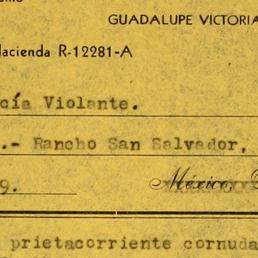 GUADALUPE VICTORIA
Hacienda R-12281-A
cía Violante.
.- Rancho San Salvador,
9. México,
prietacorriente cornuda